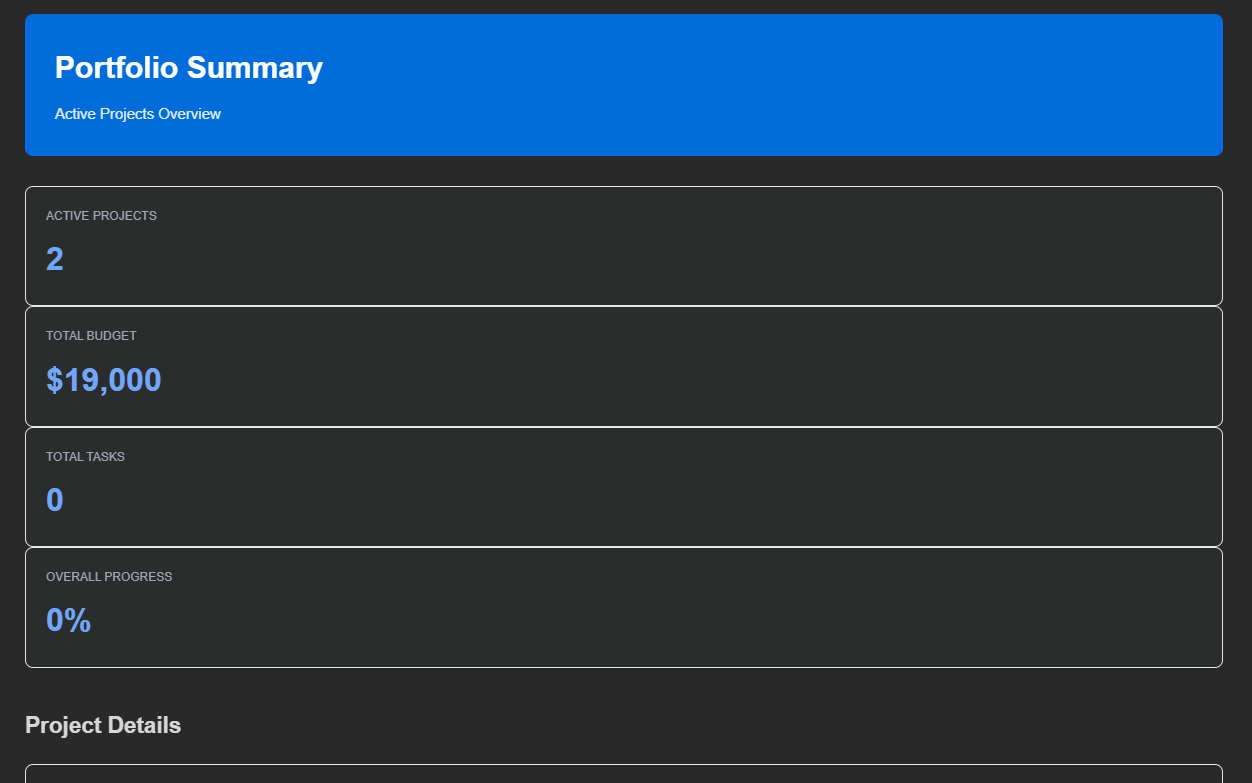 Portfolio Summary
Active Projects Overview
ACTIVE PROJECTS
2
TOTAL BUDGET
$19,000
TOTAL TASKS
0
OVERALL PROGRESS
0%
Project Details